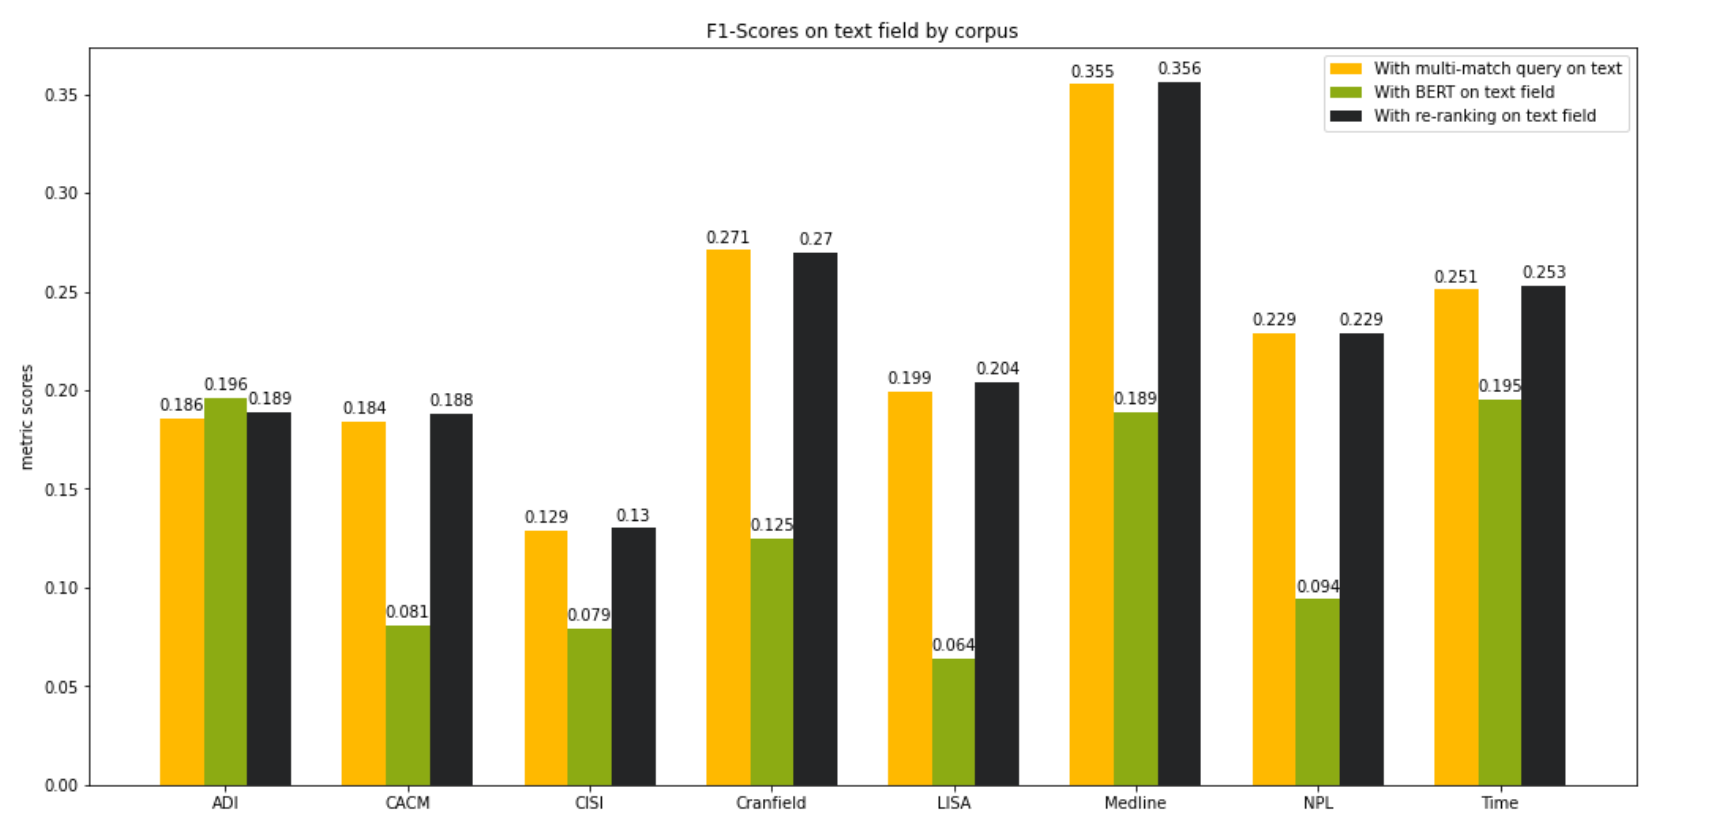 F1-Scores on text field by corpus
With multi-match query on text
With BERT on text field
With re-ranking on text field
metric scores
0.35
0.30
0.25
0.20
0.15
0.10
0.05
0.00
0.186
0.196
0.189
0.184
0.081
0.188
0.129
0.079
0.13
0.271
0.125
0.27
0.199
0.064
0.204
0.355
0.189
0.356
0.229
0.094
0.229
0.251
0.195
0.253
ADI
CACM
CISI
Cranfield
LISA
Medline
NPL
Time